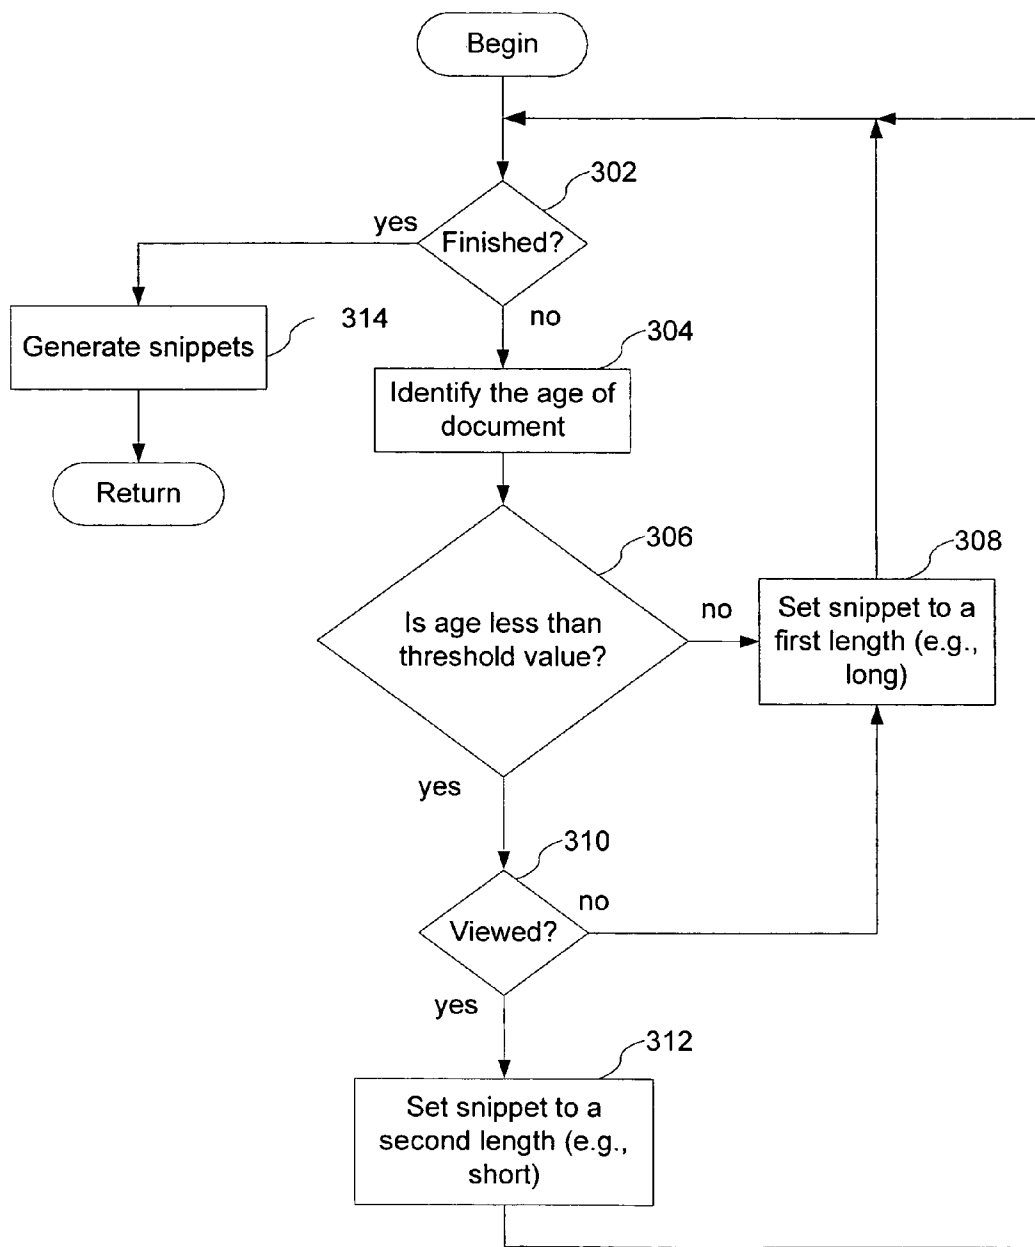 Begin
302
yes
Finished?
no
314
Generate snippets
304
Identify the age of
document
Return
306
Is age less than
threshold value?
no
308
Set snippet to a
first length (e.g.,
long)
yes
310
no
Viewed?
yes
312
Set snippet to a
second length (e.g.,
short)